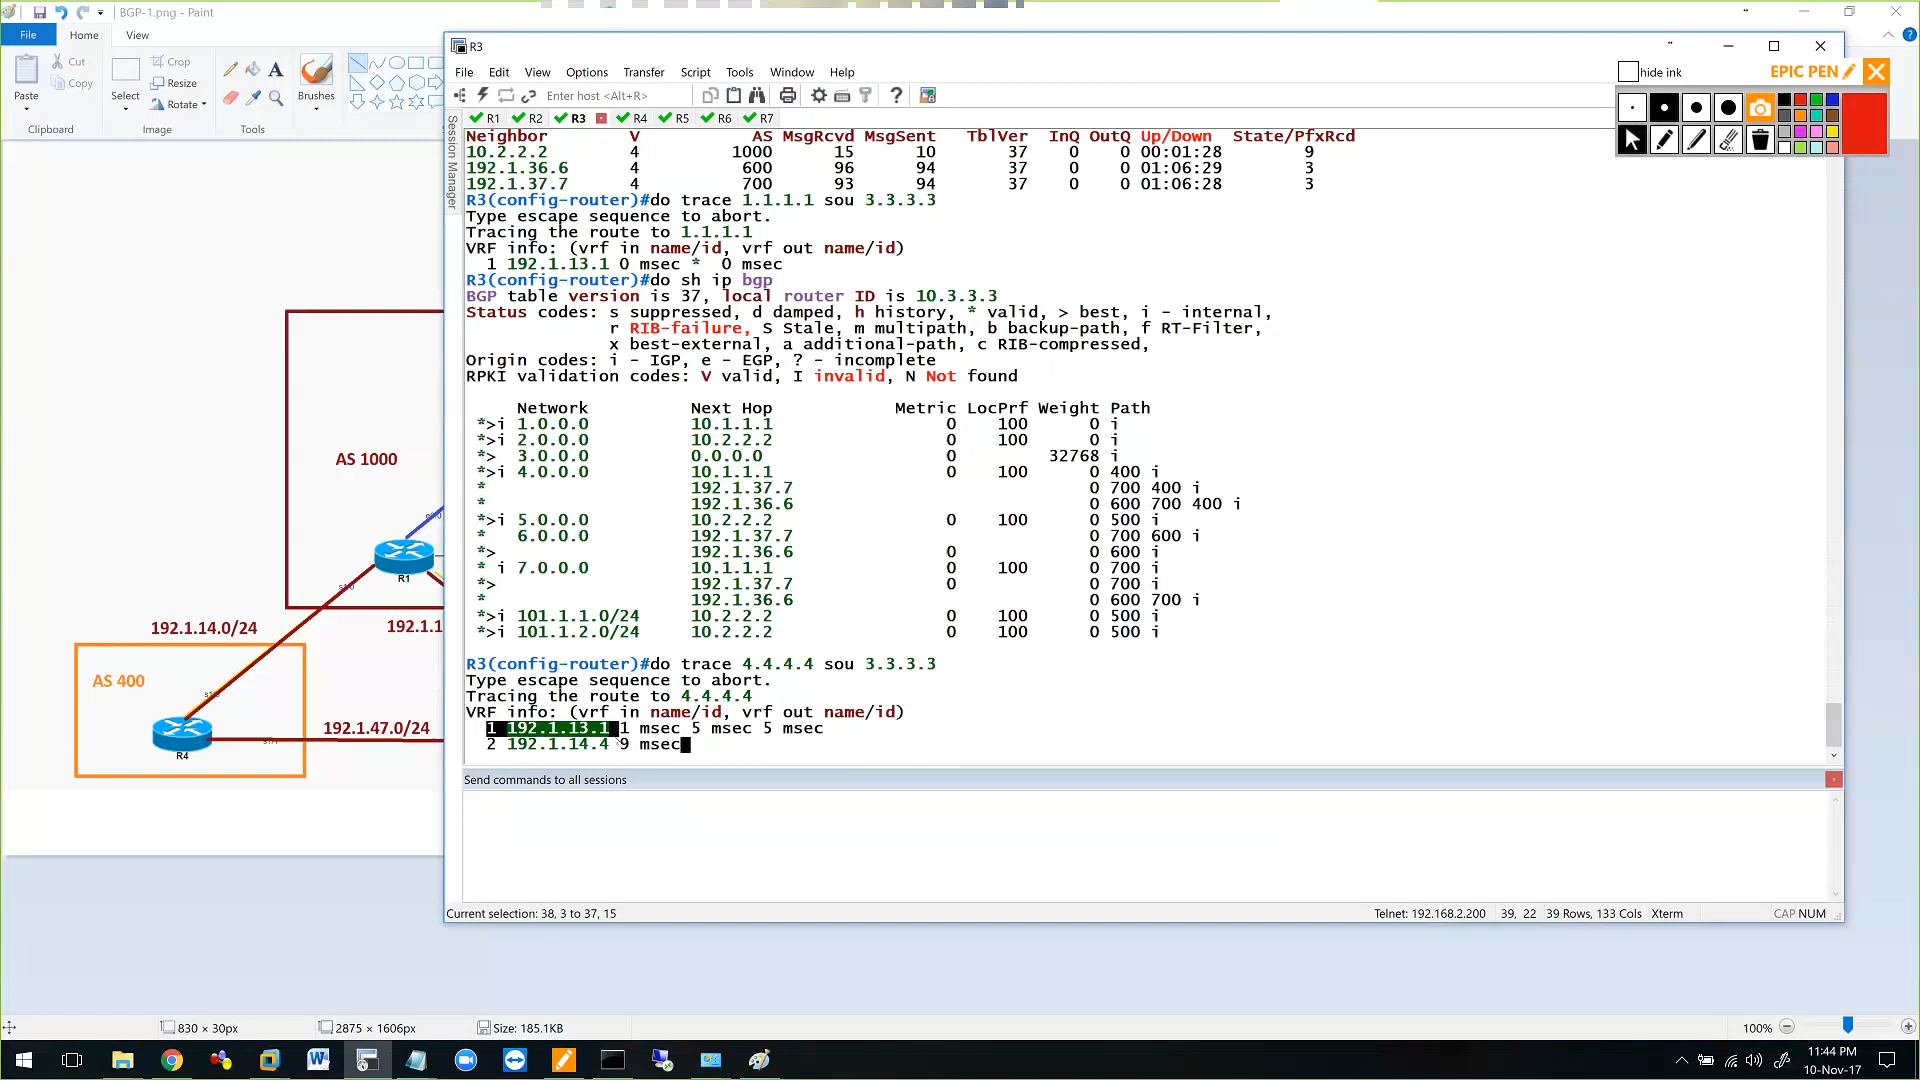 BGP-1.png - Paint
File Home View
Cut
Copy
Paste
Clipboard
Crop
Resize
Rotate
Select
Image
Tools
Brushes
R3
File Edit View Options Transfer Script Tools Window Help
Enter host <Alt+R>
hide ink
EPIC PEN
Session Manager
R1 R2 R3 R4 R5 R6 R7
Neighbor V AS MsgRcvd MsgSent TblVer InQ OutQ Up/Down State/PfxRcd
10.2.2.2 4 1000 15 10 37 0 0 00:01:28 9
192.1.36.6 4 600 96 94 37 0 0 01:06:29 3
192.1.37.7 4 700 93 94 37 0 0 01:06:28 3
R3(config-router)#do trace 1.1.1.1 sou 3.3.3.3
Type escape sequence to abort.
Tracing the route to 1.1.1.1
VRF info: (vrf in name/id, vrf out name/id)
1 192.1.13.1 0 msec * 0 msec
R3(config-router)#do sh ip bgp
BGP table version is 37, local router ID is 10.3.3.3
Status codes: s suppressed, d damped, h history, * valid, > best, i - internal,
r RIB-failure, S Stale, m multipath, b backup-path, f RT-Filter,
x best-external, a additional-path, c RIB-compressed,
Origin codes: i - IGP, e - EGP, ? - incomplete
RPKI validation codes: V valid, I invalid, N Not found
Network Next Hop Metric LocPrf Weight Path
*>i 1.0.0.0 10.1.1.1 0 100 0 i
*>i 2.0.0.0 10.2.2.2 0 100 0 i
*> 3.0.0.0 0.0.0.0 0 32768 i
*>i 4.0.0.0 10.1.1.1 0 100 0 400 i
* 192.1.37.7 0 700 400 i
* 192.1.36.6 0 600 700 400 i
*>i 5.0.0.0 10.2.2.2 0 100 0 500 i
* 6.0.0.0 192.1.37.7 0 700 600 i
*> 192.1.36.6 0 0 600 i
* i 7.0.0.0 10.1.1.1 0 100 0 700 i
*> 192.1.37.7 0 0 700 i
* 192.1.36.6 0 600 700 i
*>i 101.1.1.0/24 10.2.2.2 0 100 0 500 i
*>i 101.1.2.0/24 10.2.2.2 0 100 0 500 i
R3(config-router)#do trace 4.4.4.4 sou 3.3.3.3
Type escape sequence to abort.
Tracing the route to 4.4.4.4
VRF info: (vrf in name/id, vrf out name/id)
1 192.1.13.1 1 msec 5 msec 5 msec
2 192.1.14.4 9 msec
Send commands to all sessions
Current selection: 38, 3 to 37, 15
Telnet: 192.168.2.200 39, 22 39 Rows, 133 Cols Xterm CAP NUM
AS 1000
R1
192.1.14.0/24
192.1.1
AS 400
192.1.47.0/24
R4
830 × 30px
2875 × 1606px
Size: 185.1KB
100%
11:44 PM
10-Nov-17